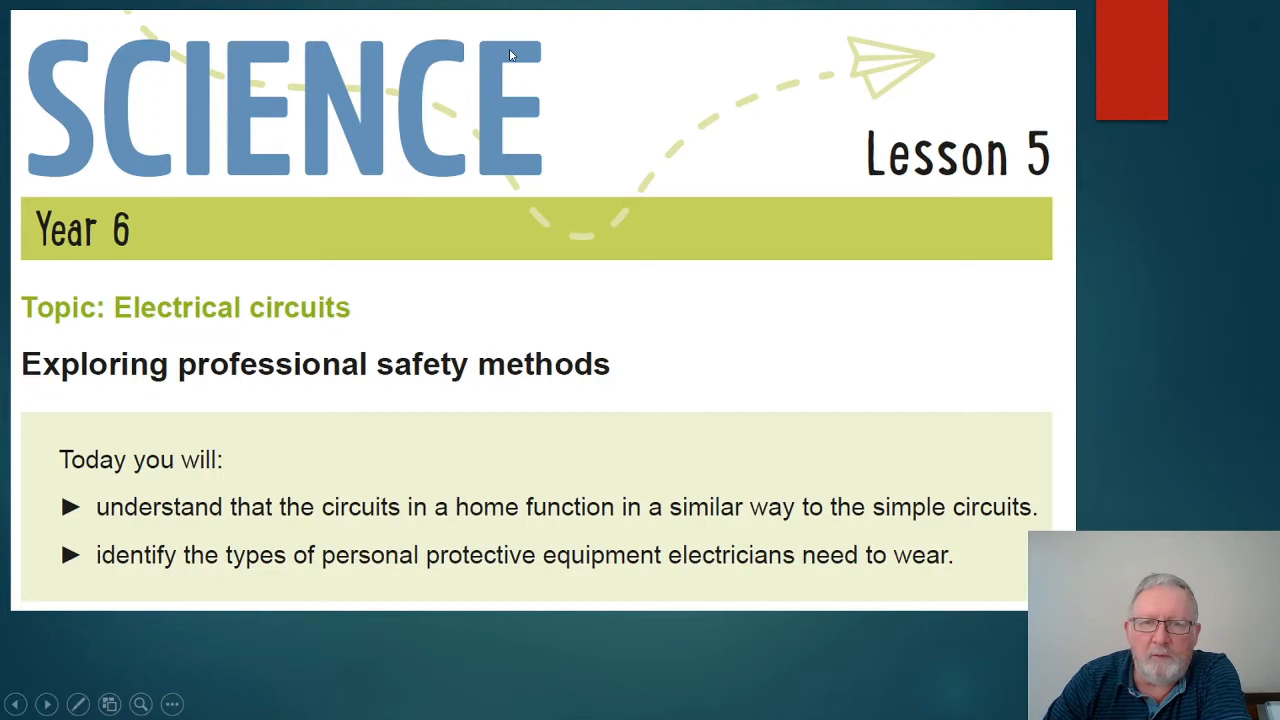 SCIENCE
Lesson 5
Year 6
Topic: Electrical circuits
Exploring professional safety methods
Today you will:
► understand that the circuits in a home function in a similar way to the simple circuits.
► identify the types of personal protective equipment electricians need to wear.